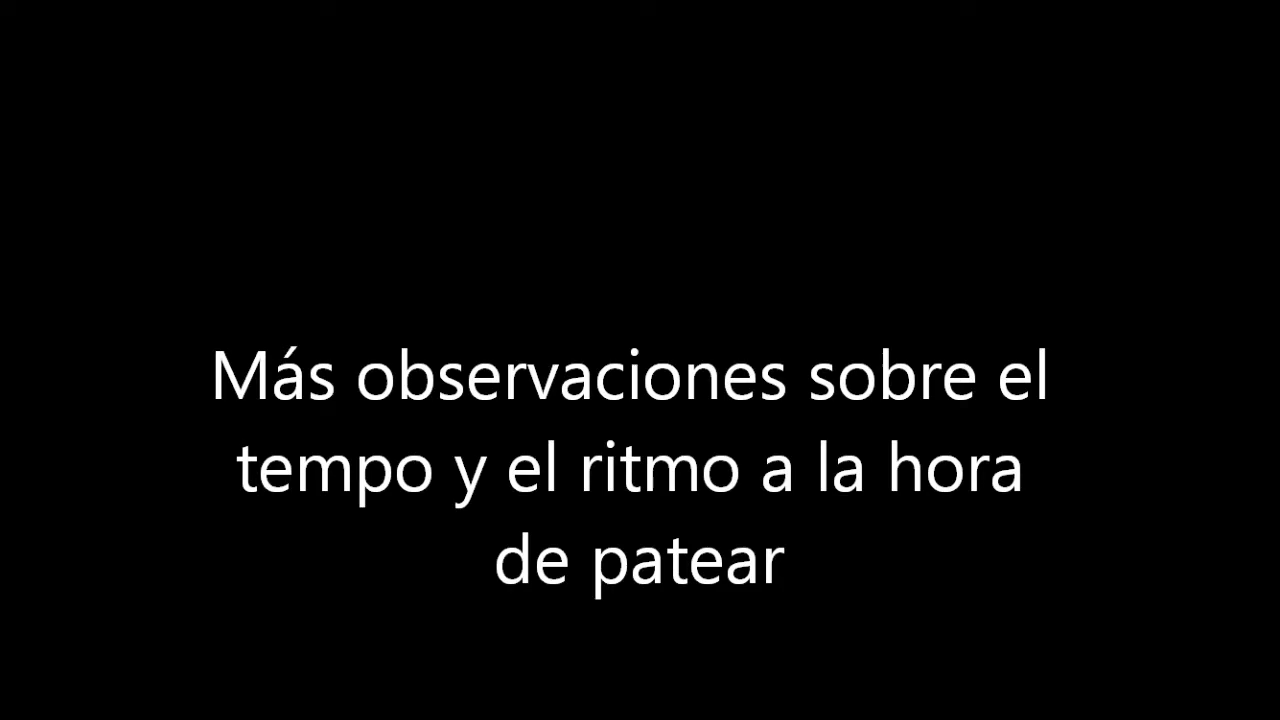 Más observaciones sobre el
tempo y el ritmo a la hora
de patear